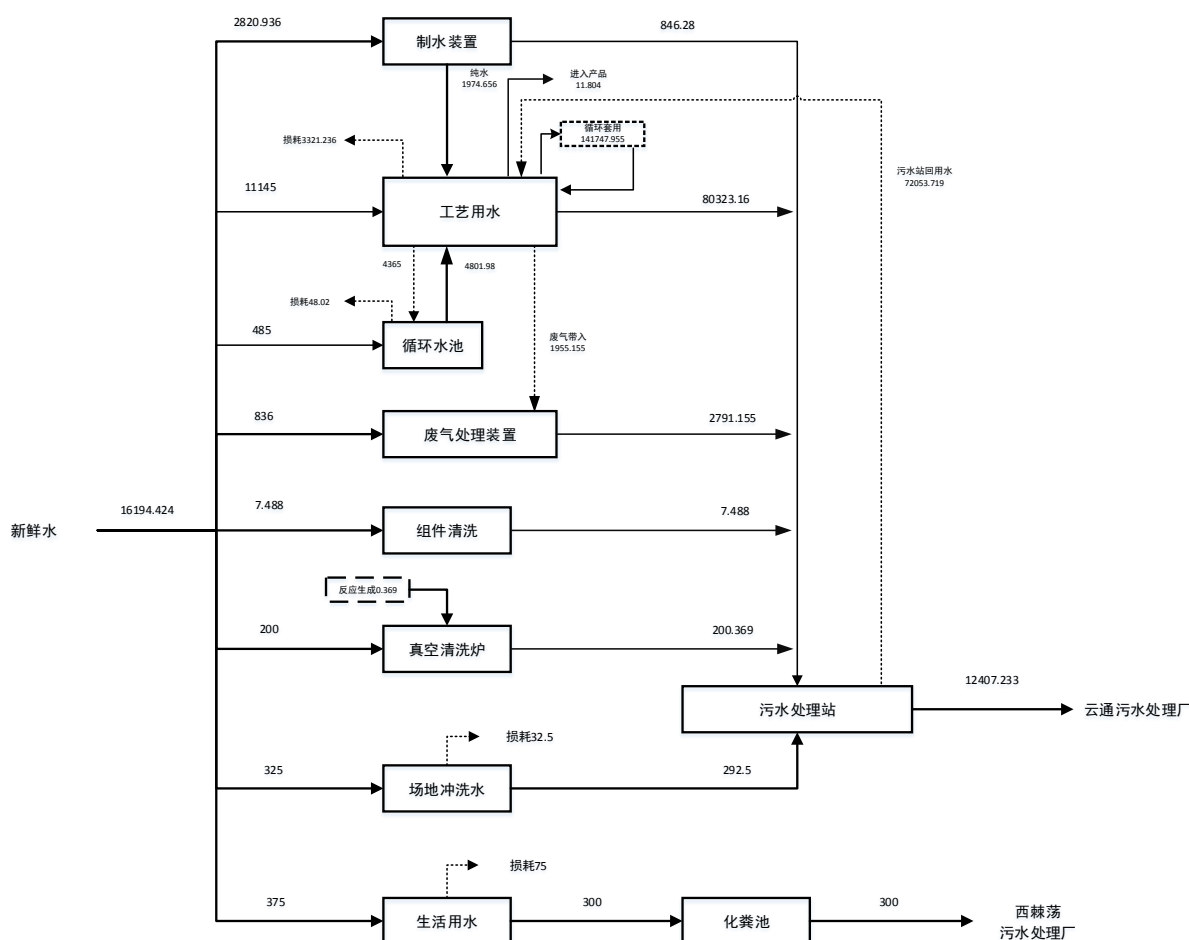 2820.936
制水装置
846.28
纯水
1974.656
进入产品
11.804
循环套用
141747.955
损耗3321.236
污水站回用水
72053.719
11145
工艺用水
80323.16
4365
4801.98
损耗48.02
485
循环水池
废气带入
1955.155
836
废气处理装置
2791.155
新鲜水
16194.424
7.488
组件清洗
7.488
反应生成0.369
200
真空清洗炉
200.369
污水处理站
12407.233
云通污水处理厂
损耗32.5
325
场地冲洗水
292.5
损耗75
375
生活用水
300
化粪池
300
西棘荡
污水处理厂